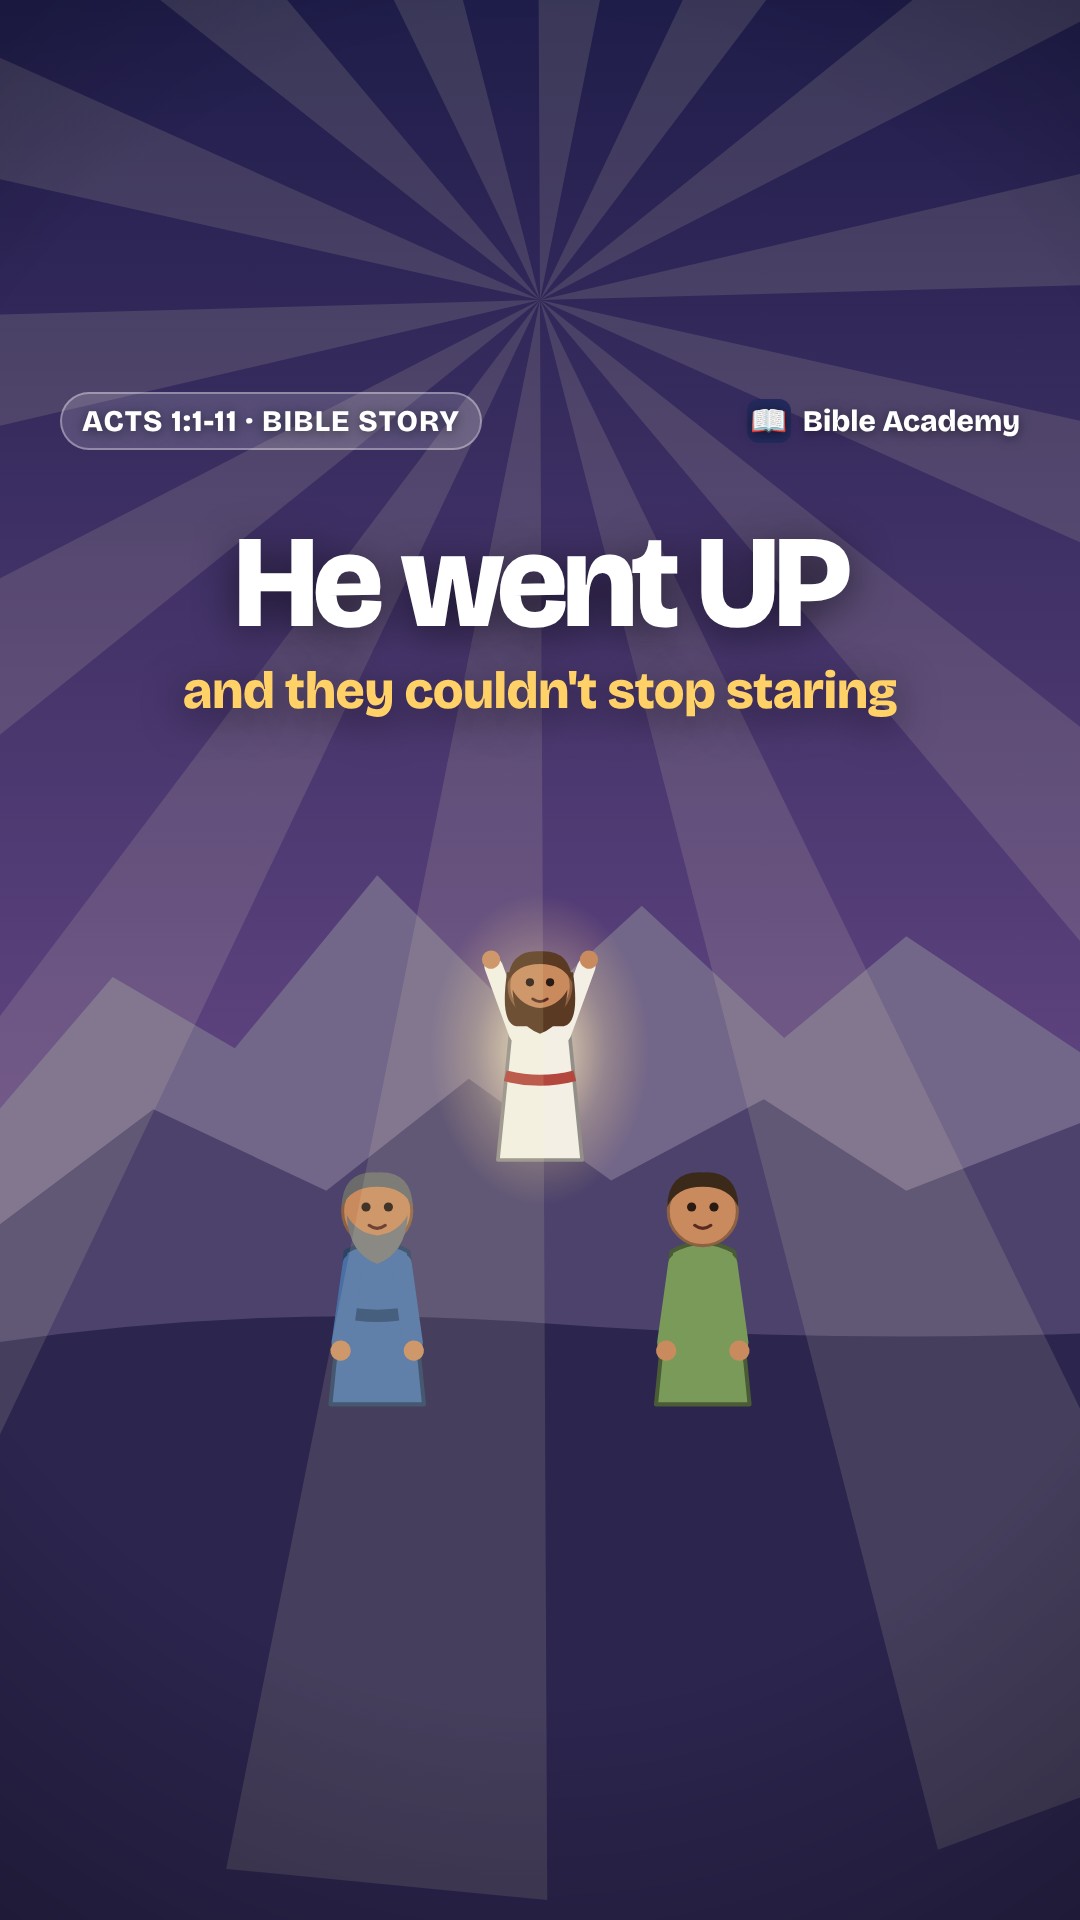 ACTS 1:1-11 • BIBLE STORY
Bible Academy
He went UP
and they couldn't stop staring